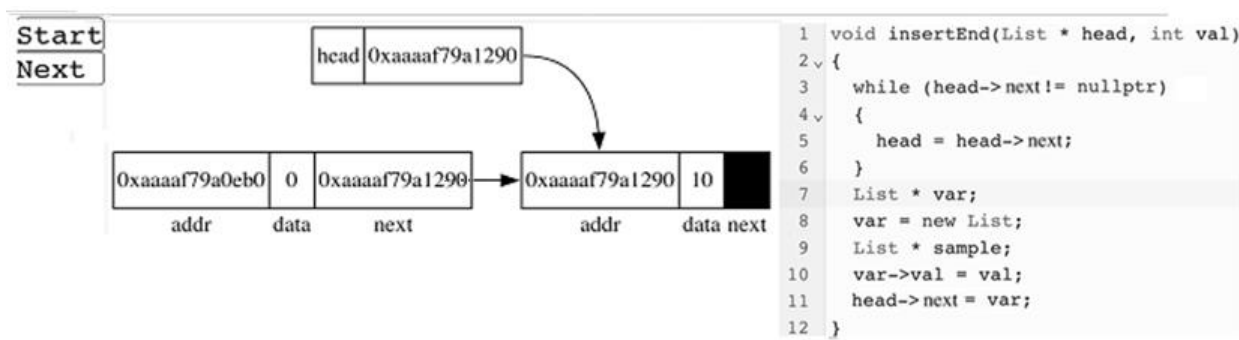 Start
Next
head 0xaaaaf79a1290
0xaaaaf79a0eb0 0 0xaaaaf79a1290
addr data next
0xaaaaf79a1290 10
addr data next
1 void insertEnd(List * head, int val)
2 {
3 while (head->next != nullptr)
4 {
5 head = head->next;
6 }
7 List * var;
8 var = new List;
9 List * sample;
10 var->val = val;
11 head->next = var;
12 }